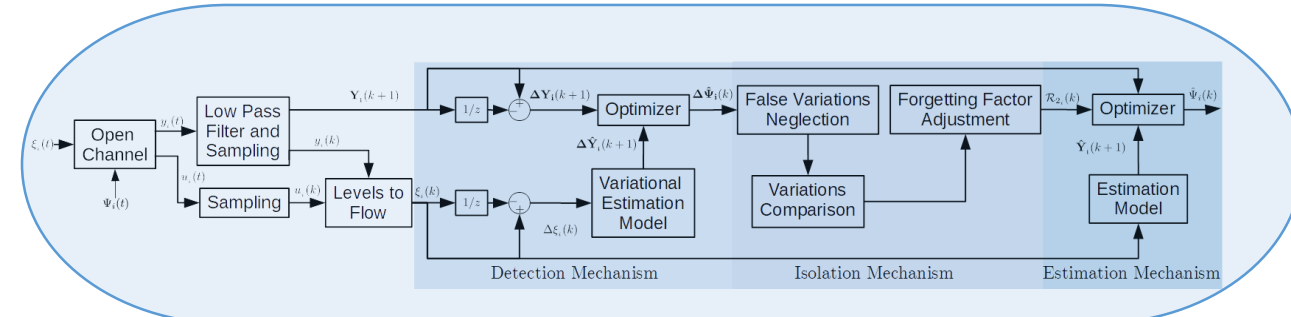 ξᵢ(t)
Open
Channel
Ψᵢ(t)
yᵢ(t)
uᵢ(t)
Low Pass
Filter and
Sampling
Sampling
Yᵢ(k+1)
yᵢ(k)
uᵢ(k)
Levels to
Flow
ξᵢ(k)
1/z
− +
ΔYᵢ(k+1)
1/z
− +
Δξᵢ(k)
Optimizer
ΔŶᵢ(k+1)
Variational
Estimation
Model
Detection Mechanism
ΔΨ̂ᵢ(k)
False Variations
Neglection
Variations
Comparison
Forgetting Factor
Adjustment
Isolation Mechanism
R₂ᵢ(k)
Optimizer
Ψ̂ᵢ(k)
Ŷᵢ(k+1)
Estimation
Model
Estimation Mechanism